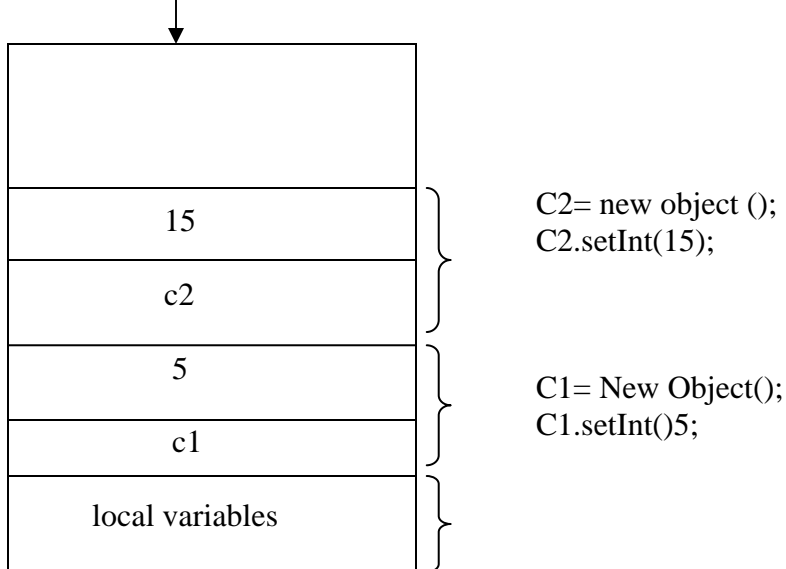 15
C2= new object ();
C2.setInt(15);
c2
5
C1= New Object();
C1.setInt()5;
c1
local variables